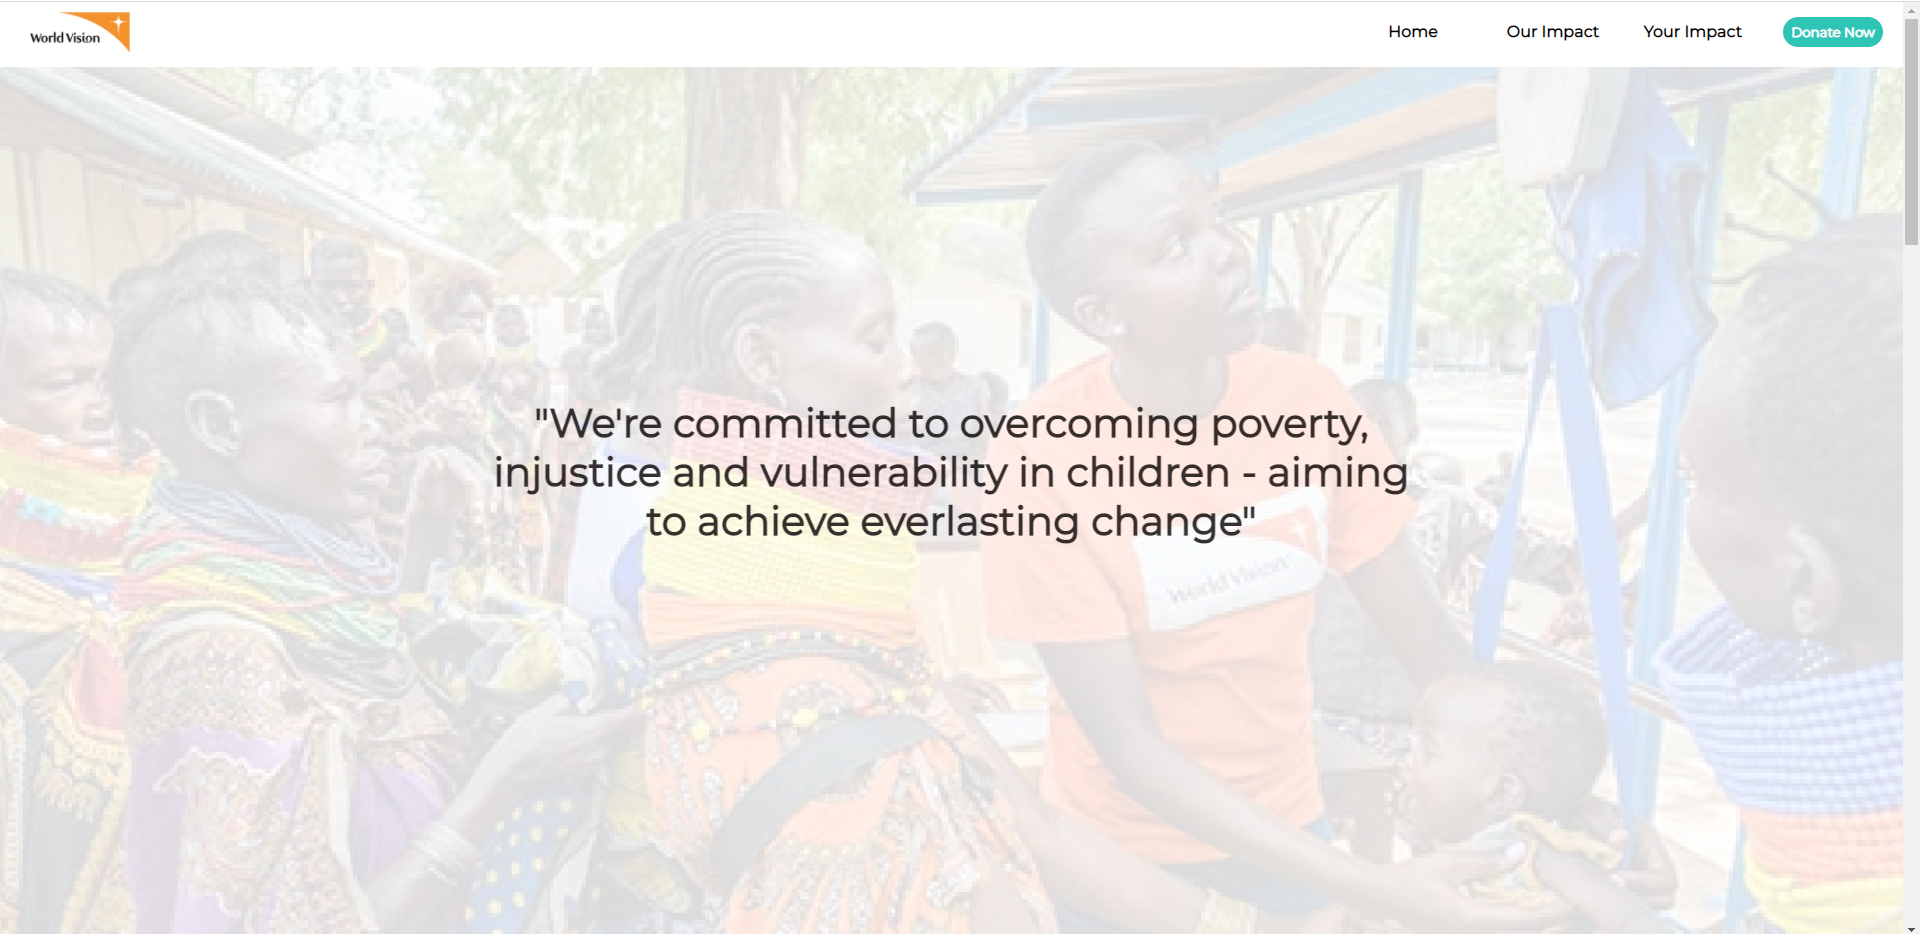 World Vision
Home
Our Impact
Your Impact
Donate Now
"We're committed to overcoming poverty,
injustice and vulnerability in children - aiming
to achieve everlasting change"
World Vision